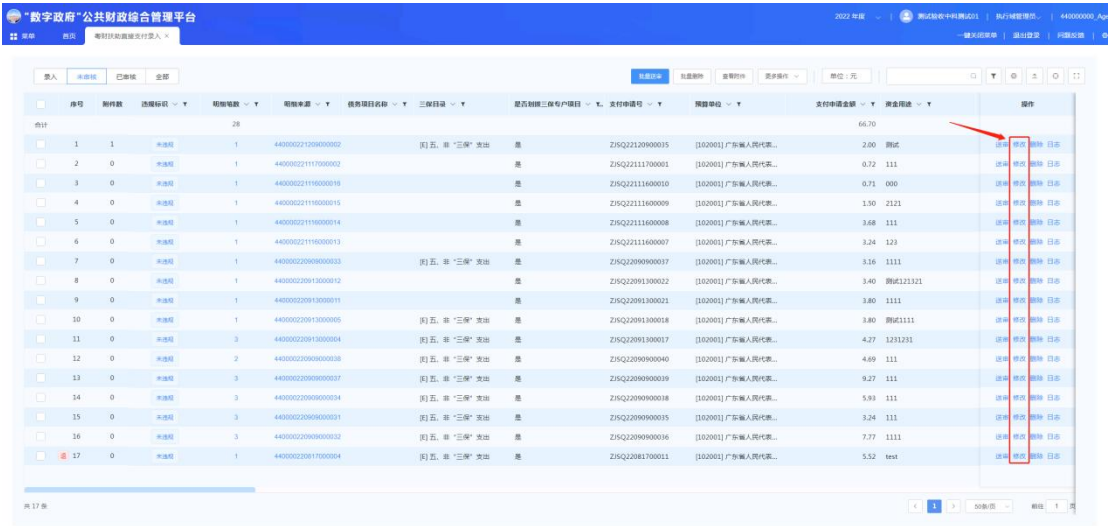 "数字政府"公共财政综合管理平台
2022 年度 测试验收中科测试01 | 执行域管理员... | 440000000_Age
菜单 首页 粤财扶助直接支付录入 ×
一键关闭菜单 | 退出登录 | 问题反馈 |
录入 未审核 已审核 全部 批量送审 批量删除 查看附件 更多操作 单位：元
序号 附件数 违规标识 明细笔数 明细来源 债务项目名称 三保目录 是否划拨三保专户项目 支付申请号 预算单位 支付申请金额 资金用途 操作
合计 28 66.70
1 1 未违规 1 440000221209000002 [E] 五、非 "三保" 支出 是 ZJSQ22120900035 [102001] 广东省人民代表... 2.00 测试 送审 修改 删除 日志
2 0 未违规 1 440000221117000002 是 ZJSQ22111700001 [102001] 广东省人民代表... 0.72 111 送审 修改 删除 日志
3 0 未违规 1 440000221116000016 是 ZJSQ22111600010 [102001] 广东省人民代表... 0.71 000 送审 修改 删除 日志
4 0 未违规 1 440000221116000015 是 ZJSQ22111600009 [102001] 广东省人民代表... 1.50 2121 送审 修改 删除 日志
5 0 未违规 1 440000221116000014 是 ZJSQ22111600008 [102001] 广东省人民代表... 3.68 111 送审 修改 删除 日志
6 0 未违规 1 440000221116000013 是 ZJSQ22111600007 [102001] 广东省人民代表... 3.24 123 送审 修改 删除 日志
7 0 未违规 1 440000220909000033 [E] 五、非 "三保" 支出 是 ZJSQ22090900037 [102001] 广东省人民代表... 3.16 1111 送审 修改 删除 日志
8 0 未违规 1 440000220913000012 是 ZJSQ22091300022 [102001] 广东省人民代表... 3.40 测试121321 送审 修改 删除 日志
9 0 未违规 1 440000220913000011 是 ZJSQ22091300021 [102001] 广东省人民代表... 3.80 1111 送审 修改 删除 日志
10 0 未违规 1 440000220913000005 [E] 五、非 "三保" 支出 是 ZJSQ22091300018 [102001] 广东省人民代表... 3.80 测试1111 送审 修改 删除 日志
11 0 未违规 3 440000220913000004 [E] 五、非 "三保" 支出 是 ZJSQ22091300017 [102001] 广东省人民代表... 4.27 1231231 送审 修改 删除 日志
12 0 未违规 2 440000220909000038 [E] 五、非 "三保" 支出 是 ZJSQ22090900040 [102001] 广东省人民代表... 4.69 111 送审 修改 删除 日志
13 0 未违规 3 440000220909000037 [E] 五、非 "三保" 支出 是 ZJSQ22090900039 [102001] 广东省人民代表... 9.27 111 送审 修改 删除 日志
14 0 未违规 3 440000220909000034 [E] 五、非 "三保" 支出 是 ZJSQ22090900038 [102001] 广东省人民代表... 5.93 111 送审 修改 删除 日志
15 0 未违规 3 440000220909000031 [E] 五、非 "三保" 支出 是 ZJSQ22090900035 [102001] 广东省人民代表... 3.24 111 送审 修改 删除 日志
16 0 未违规 3 440000220909000032 [E] 五、非 "三保" 支出 是 ZJSQ22090900036 [102001] 广东省人民代表... 7.77 1111 送审 修改 删除 日志
退 17 0 未违规 1 440000220817000004 [E] 五、非 "三保" 支出 是 ZJSQ22081700011 [102001] 广东省人民代表... 5.52 test 送审 修改 删除 日志
共 17 条 1 50条/页 前往 1 页